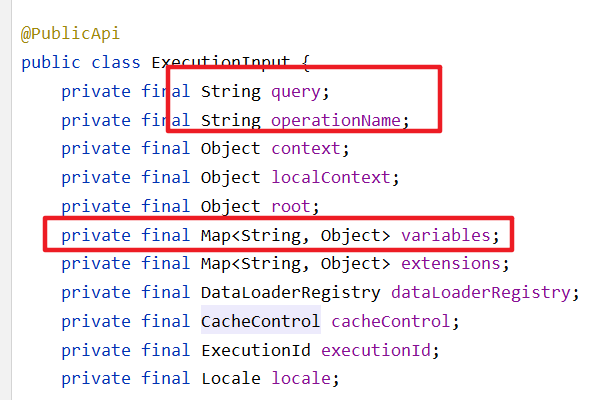 @PublicApi
public class ExecutionInput {
private final String query;
private final String operationName;
private final Object context;
private final Object localContext;
private final Object root;
private final Map<String, Object> variables;
private final Map<String, Object> extensions;
private final DataLoaderRegistry dataLoaderRegistry;
private final CacheControl cacheControl;
private final ExecutionId executionId;
private final Locale locale;